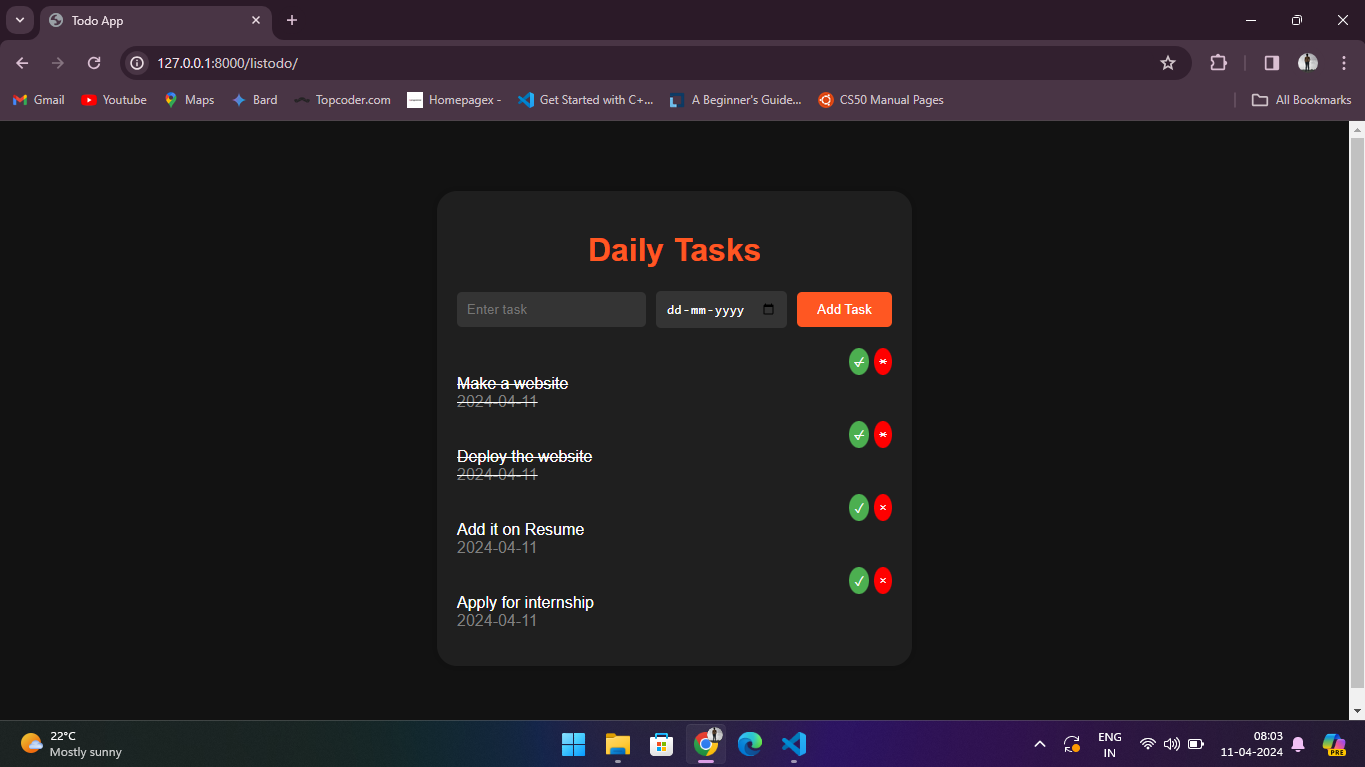 Todo App
127.0.0.1:8000/listodo/
Gmail Youtube Maps Bard Topcoder.com Homepagex - Get Started with C+... A Beginner's Guide... CS50 Manual Pages All Bookmarks
Daily Tasks
Enter task dd-mm-yyyy Add Task
Make a website
2024-04-11
Deploy the website
2024-04-11
Add it on Resume
2024-04-11
Apply for internship
2024-04-11
22°C
Mostly sunny
ENG
IN
08:03
11-04-2024
PRE